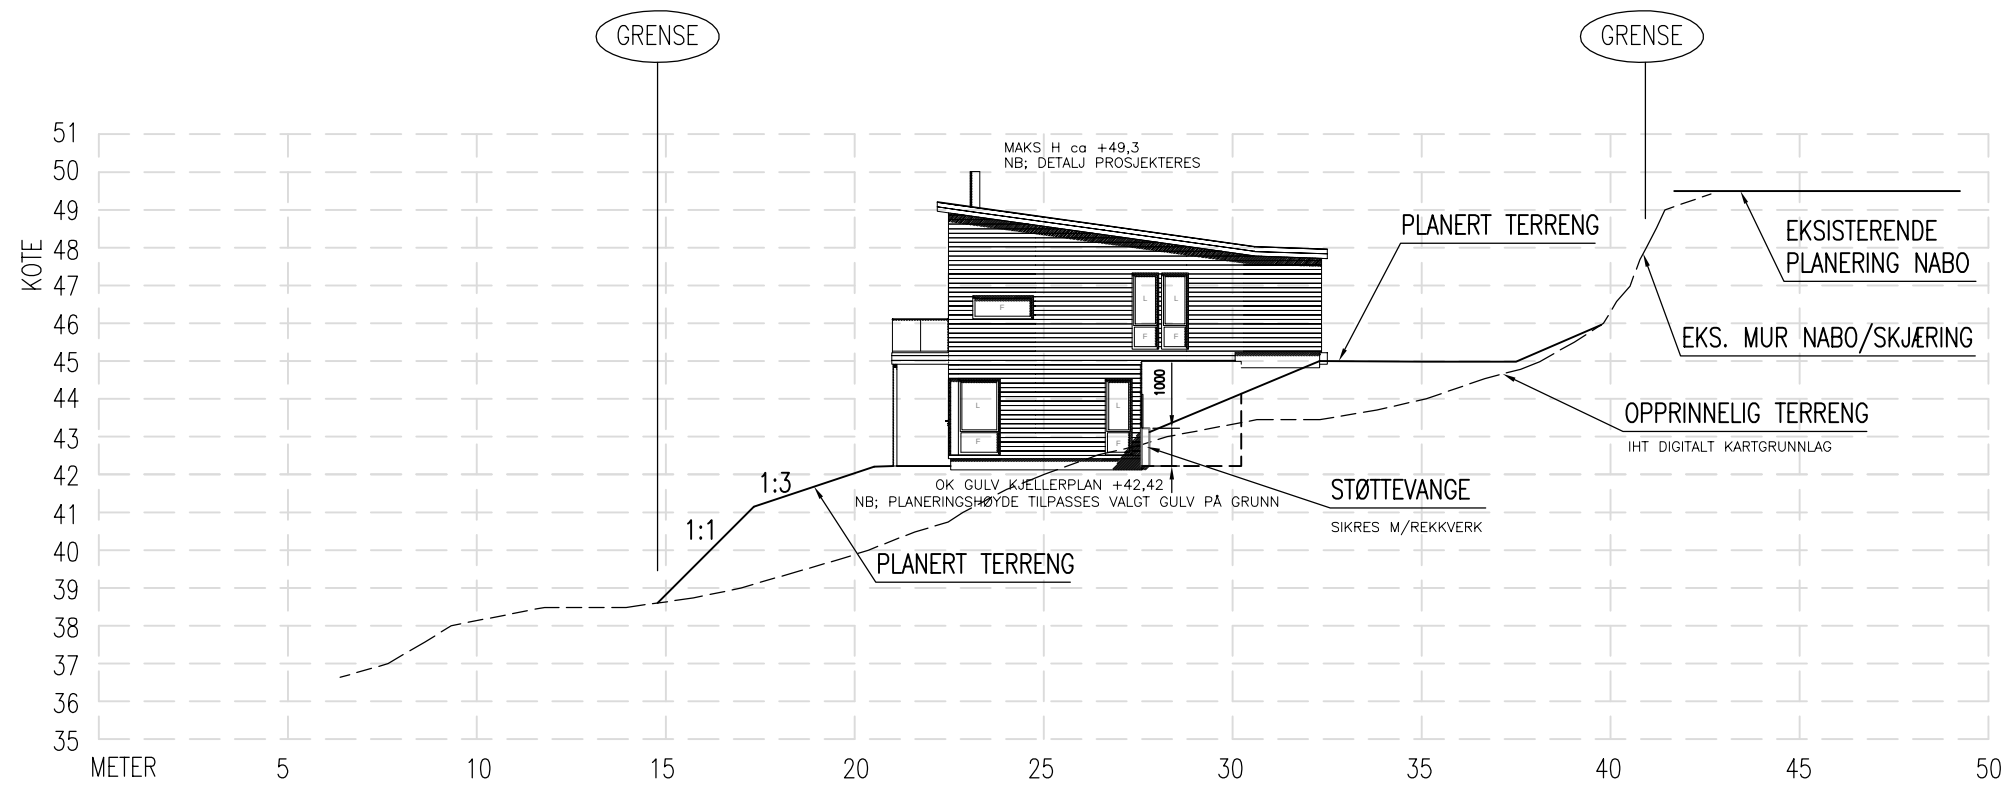 GRENSE
GRENSE
51
50
49
48
47
46
45
44
43
42
41
40
39
38
37
36
35
KOTE
MAKS H ca +49,3
NB; DETALJ PROSJEKTERES
PLANERT TERRENG
EKSISTERENDE
PLANERING NABO
EKS. MUR NABO/SKJÆRING
L
L
F
F
F
1000
L
L
F
F
OPPRINNELIG TERRENG
IHT DIGITALT KARTGRUNNLAG
1:3
1:1
OK GULV KJELLERPLAN +42,42
NB; PLANERINGSHØYDE TILPASSES VALGT GULV PÅ GRUNN
STØTTEVANGE
SIKRES M/REKKVERK
PLANERT TERRENG
METER
5
10
15
20
25
30
35
40
45
50